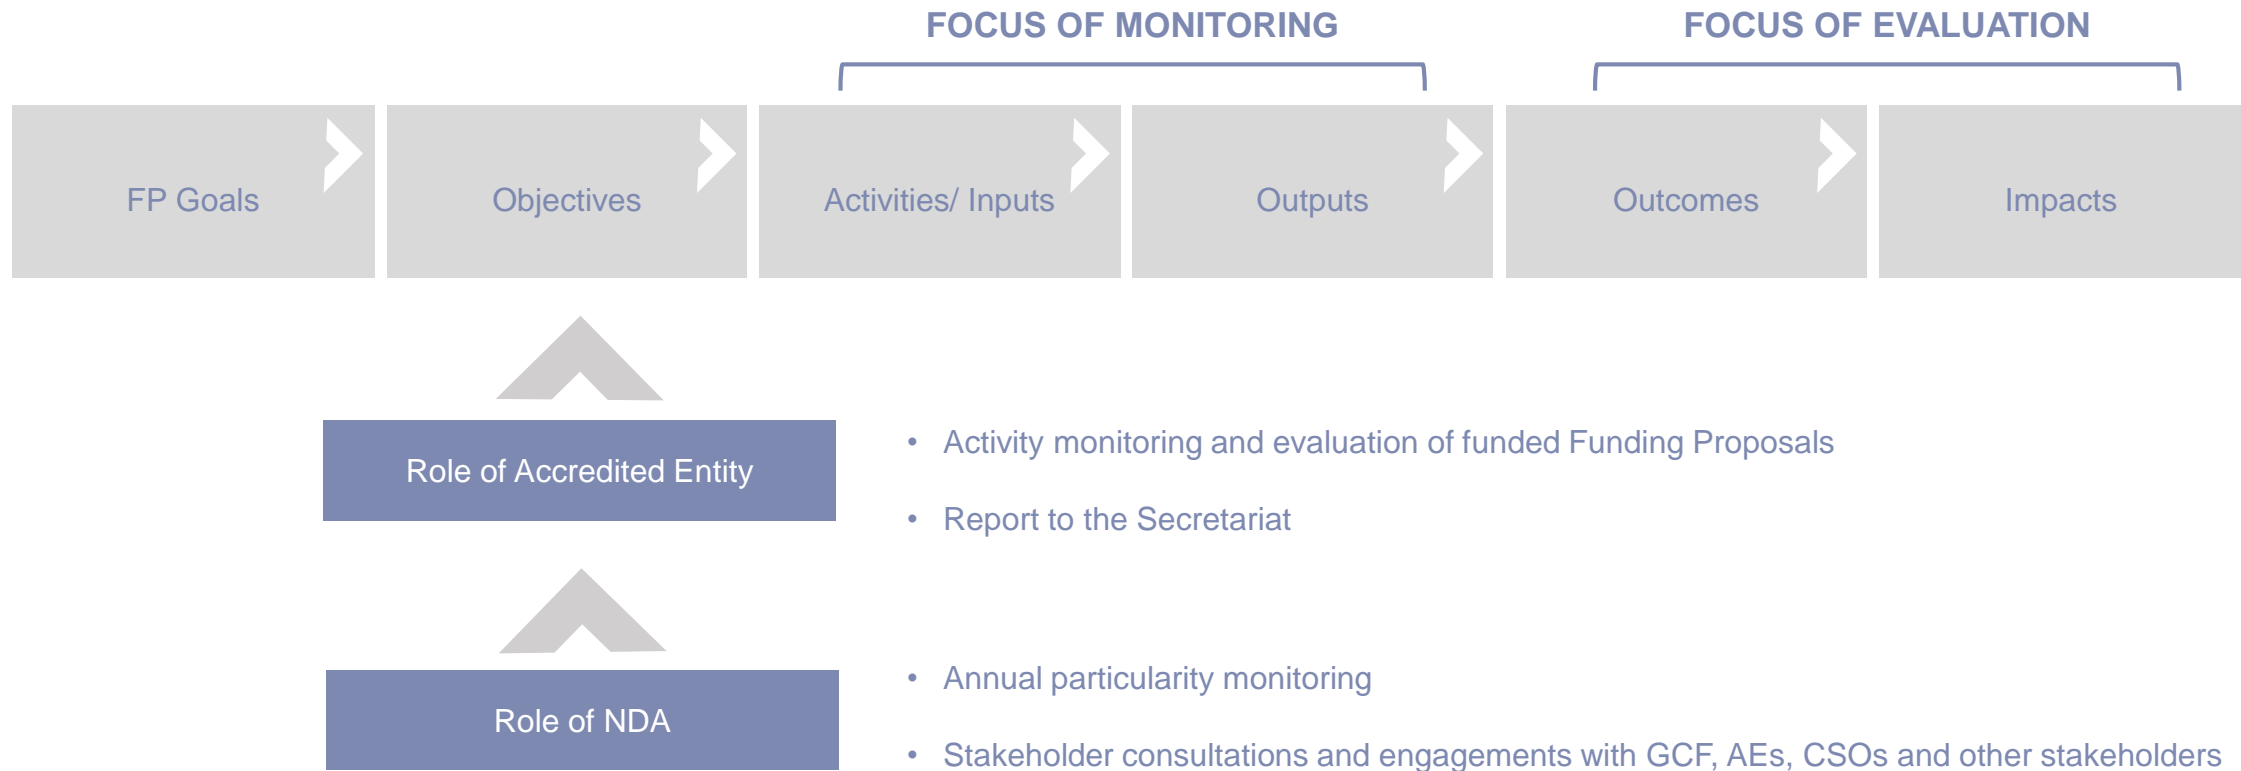 FOCUS OF MONITORING
FOCUS OF EVALUATION
FP Goals
Objectives
Activities/ Inputs
Outputs
Outcomes
Impacts
Role of Accredited Entity
• Activity monitoring and evaluation of funded Funding Proposals
• Report to the Secretariat
Role of NDA
• Annual particularity monitoring
• Stakeholder consultations and engagements with GCF, AEs, CSOs and other stakeholders